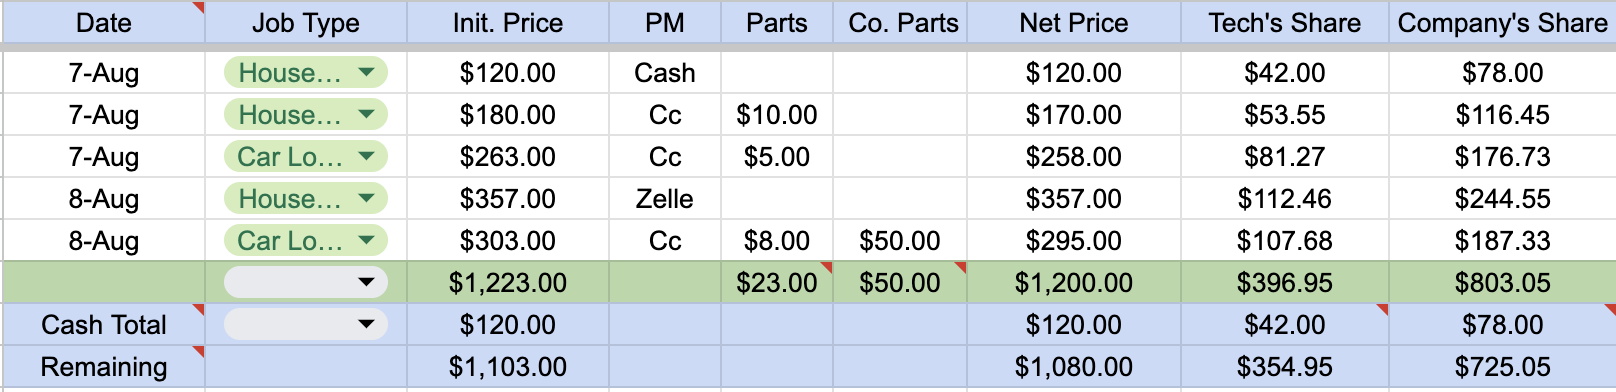 Date Job Type Init. Price PM Parts Co. Parts Net Price Tech's Share Company's Share
7-Aug House... $120.00 Cash $120.00 $42.00 $78.00
7-Aug House... $180.00 Cc $10.00 $170.00 $53.55 $116.45
7-Aug Car Lo... $263.00 Cc $5.00 $258.00 $81.27 $176.73
8-Aug House... $357.00 Zelle $357.00 $112.46 $244.55
8-Aug Car Lo... $303.00 Cc $8.00 $50.00 $295.00 $107.68 $187.33
$1,223.00 $23.00 $50.00 $1,200.00 $396.95 $803.05
Cash Total $120.00 $120.00 $42.00 $78.00
Remaining $1,103.00 $1,080.00 $354.95 $725.05